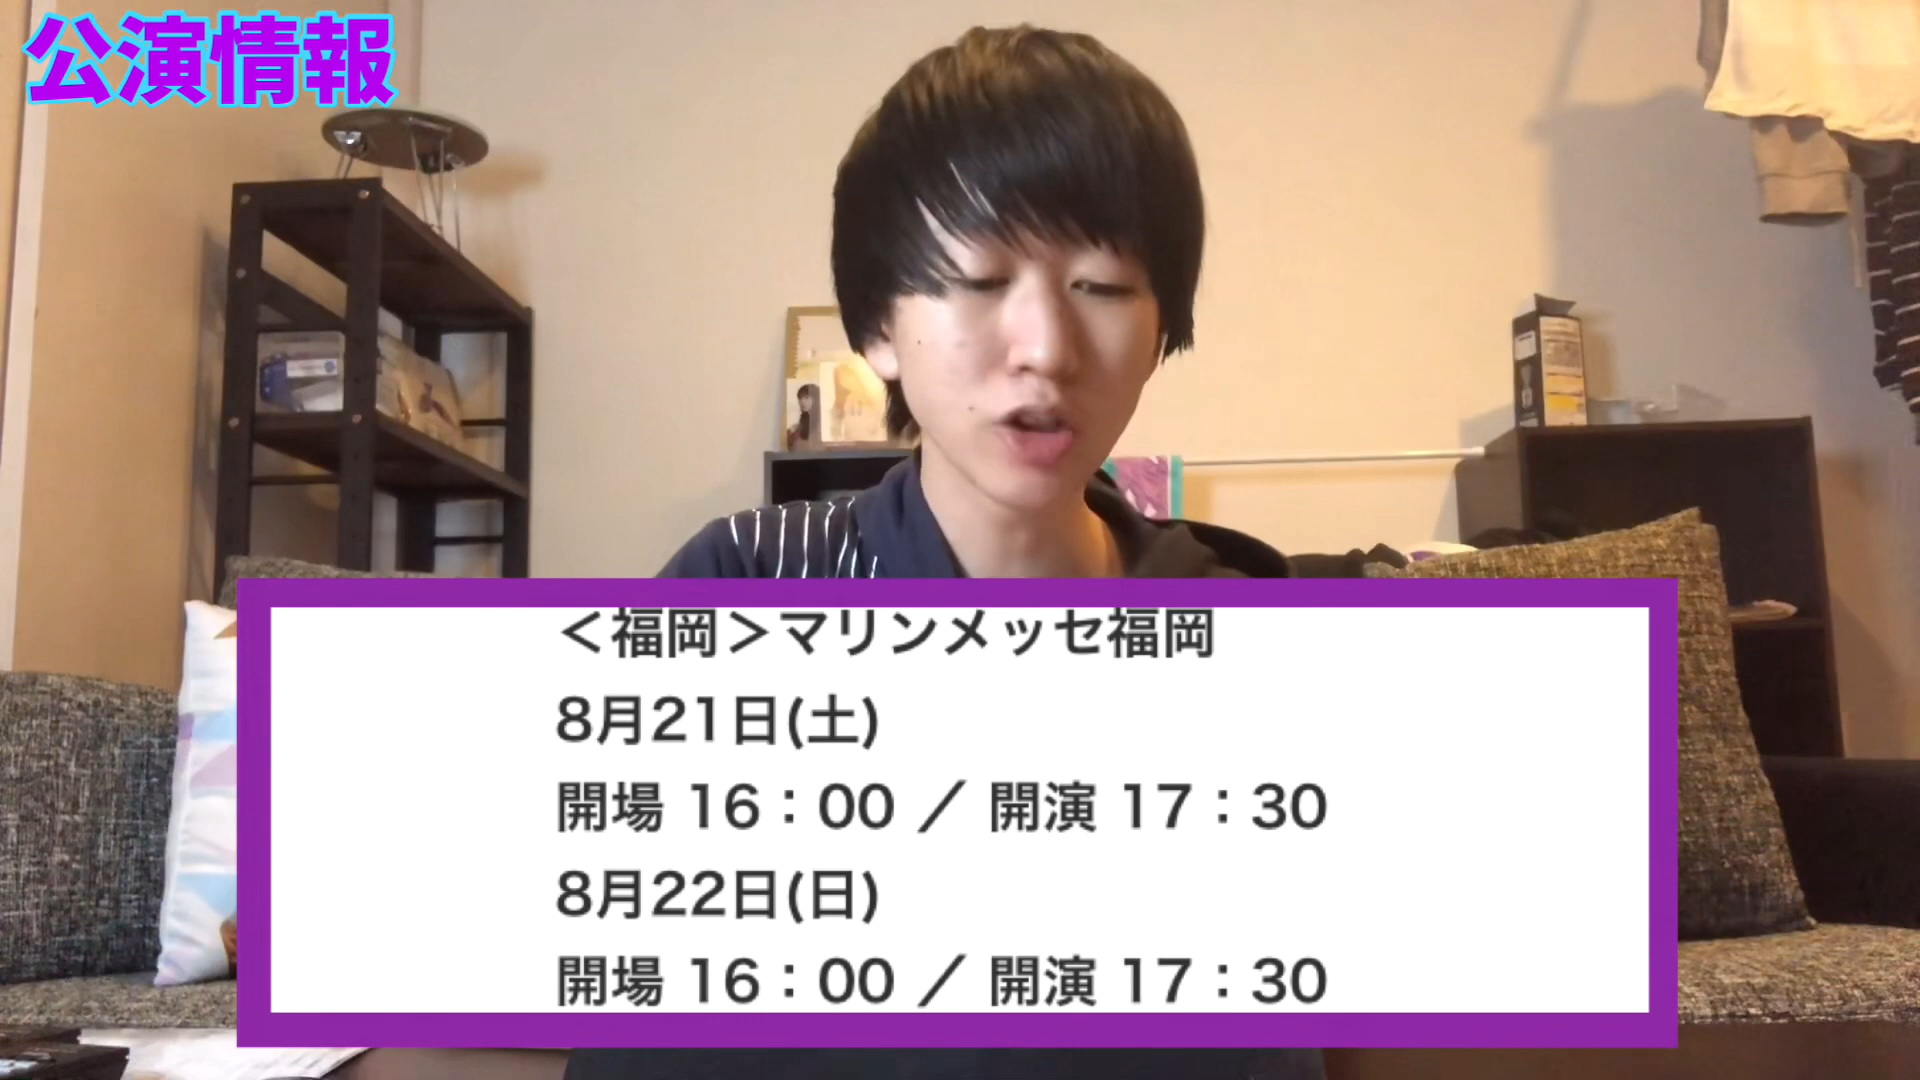 公演情報
＜福岡＞マリンメッセ福岡
8月21日(土)
開場 16：00 ／ 開演 17：30
8月22日(日)
開場 16：00 ／ 開演 17：30